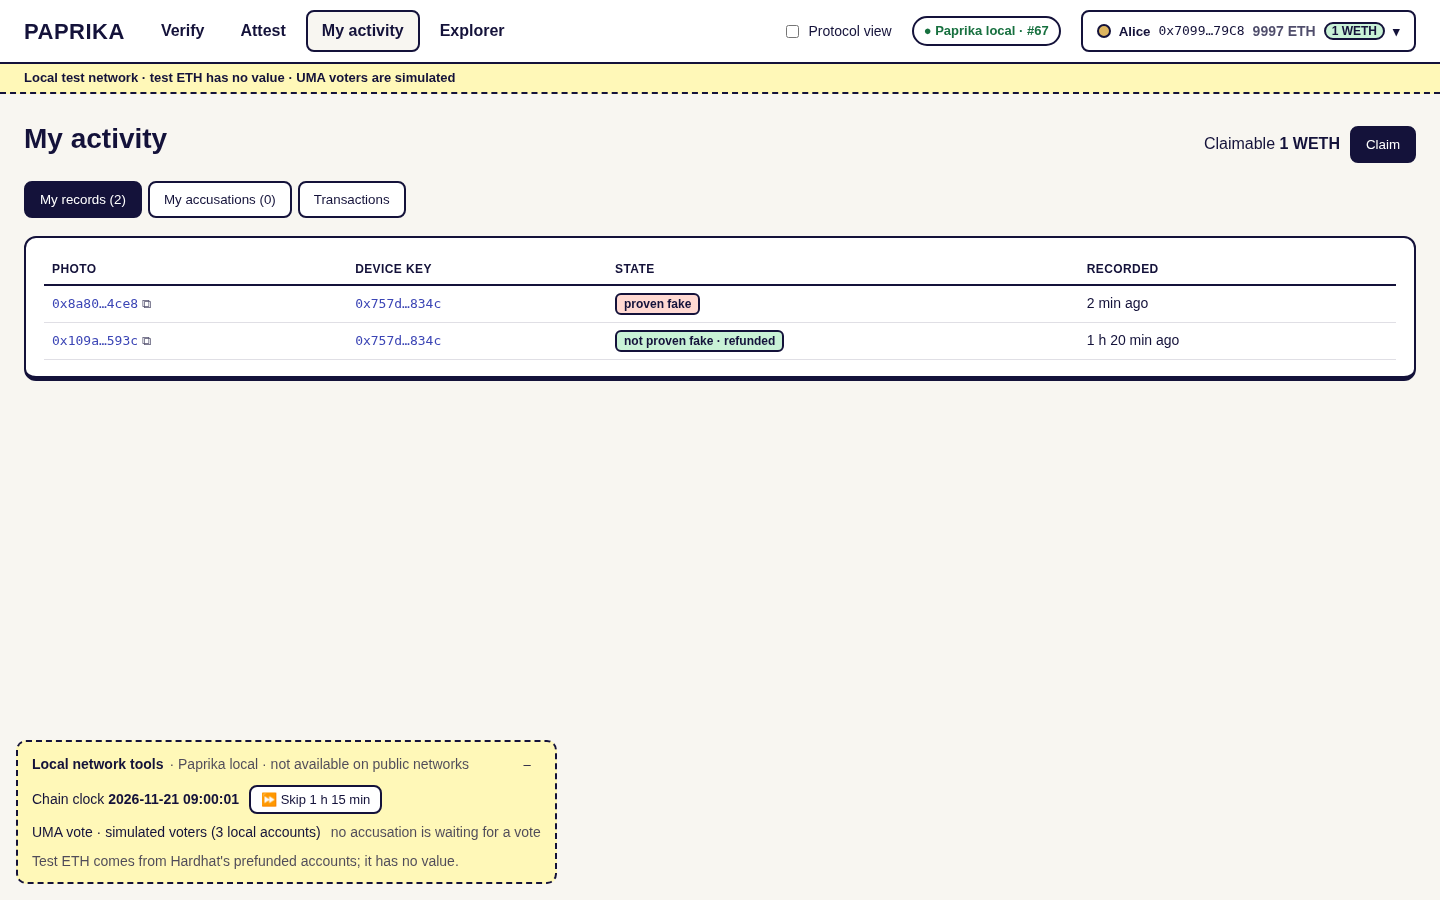 PAPRIKA Verify Attest My activity Explorer Protocol view ● Paprika local · #67 Alice 0x7099…79C8 9997 ETH 1 WETH ▾
Local test network · test ETH has no value · UMA voters are simulated
My activity Claimable 1 WETH Claim
My records (2) My accusations (0) Transactions
PHOTO DEVICE KEY STATE RECORDED
0x8a80…4ce8 ⧉ 0x757d…834c proven fake 2 min ago
0x109a…593c ⧉ 0x757d…834c not proven fake · refunded 1 h 20 min ago
Local network tools · Paprika local · not available on public networks –
Chain clock 2026-11-21 09:00:01 ⏩ Skip 1 h 15 min
UMA vote · simulated voters (3 local accounts) no accusation is waiting for a vote
Test ETH comes from Hardhat's prefunded accounts; it has no value.